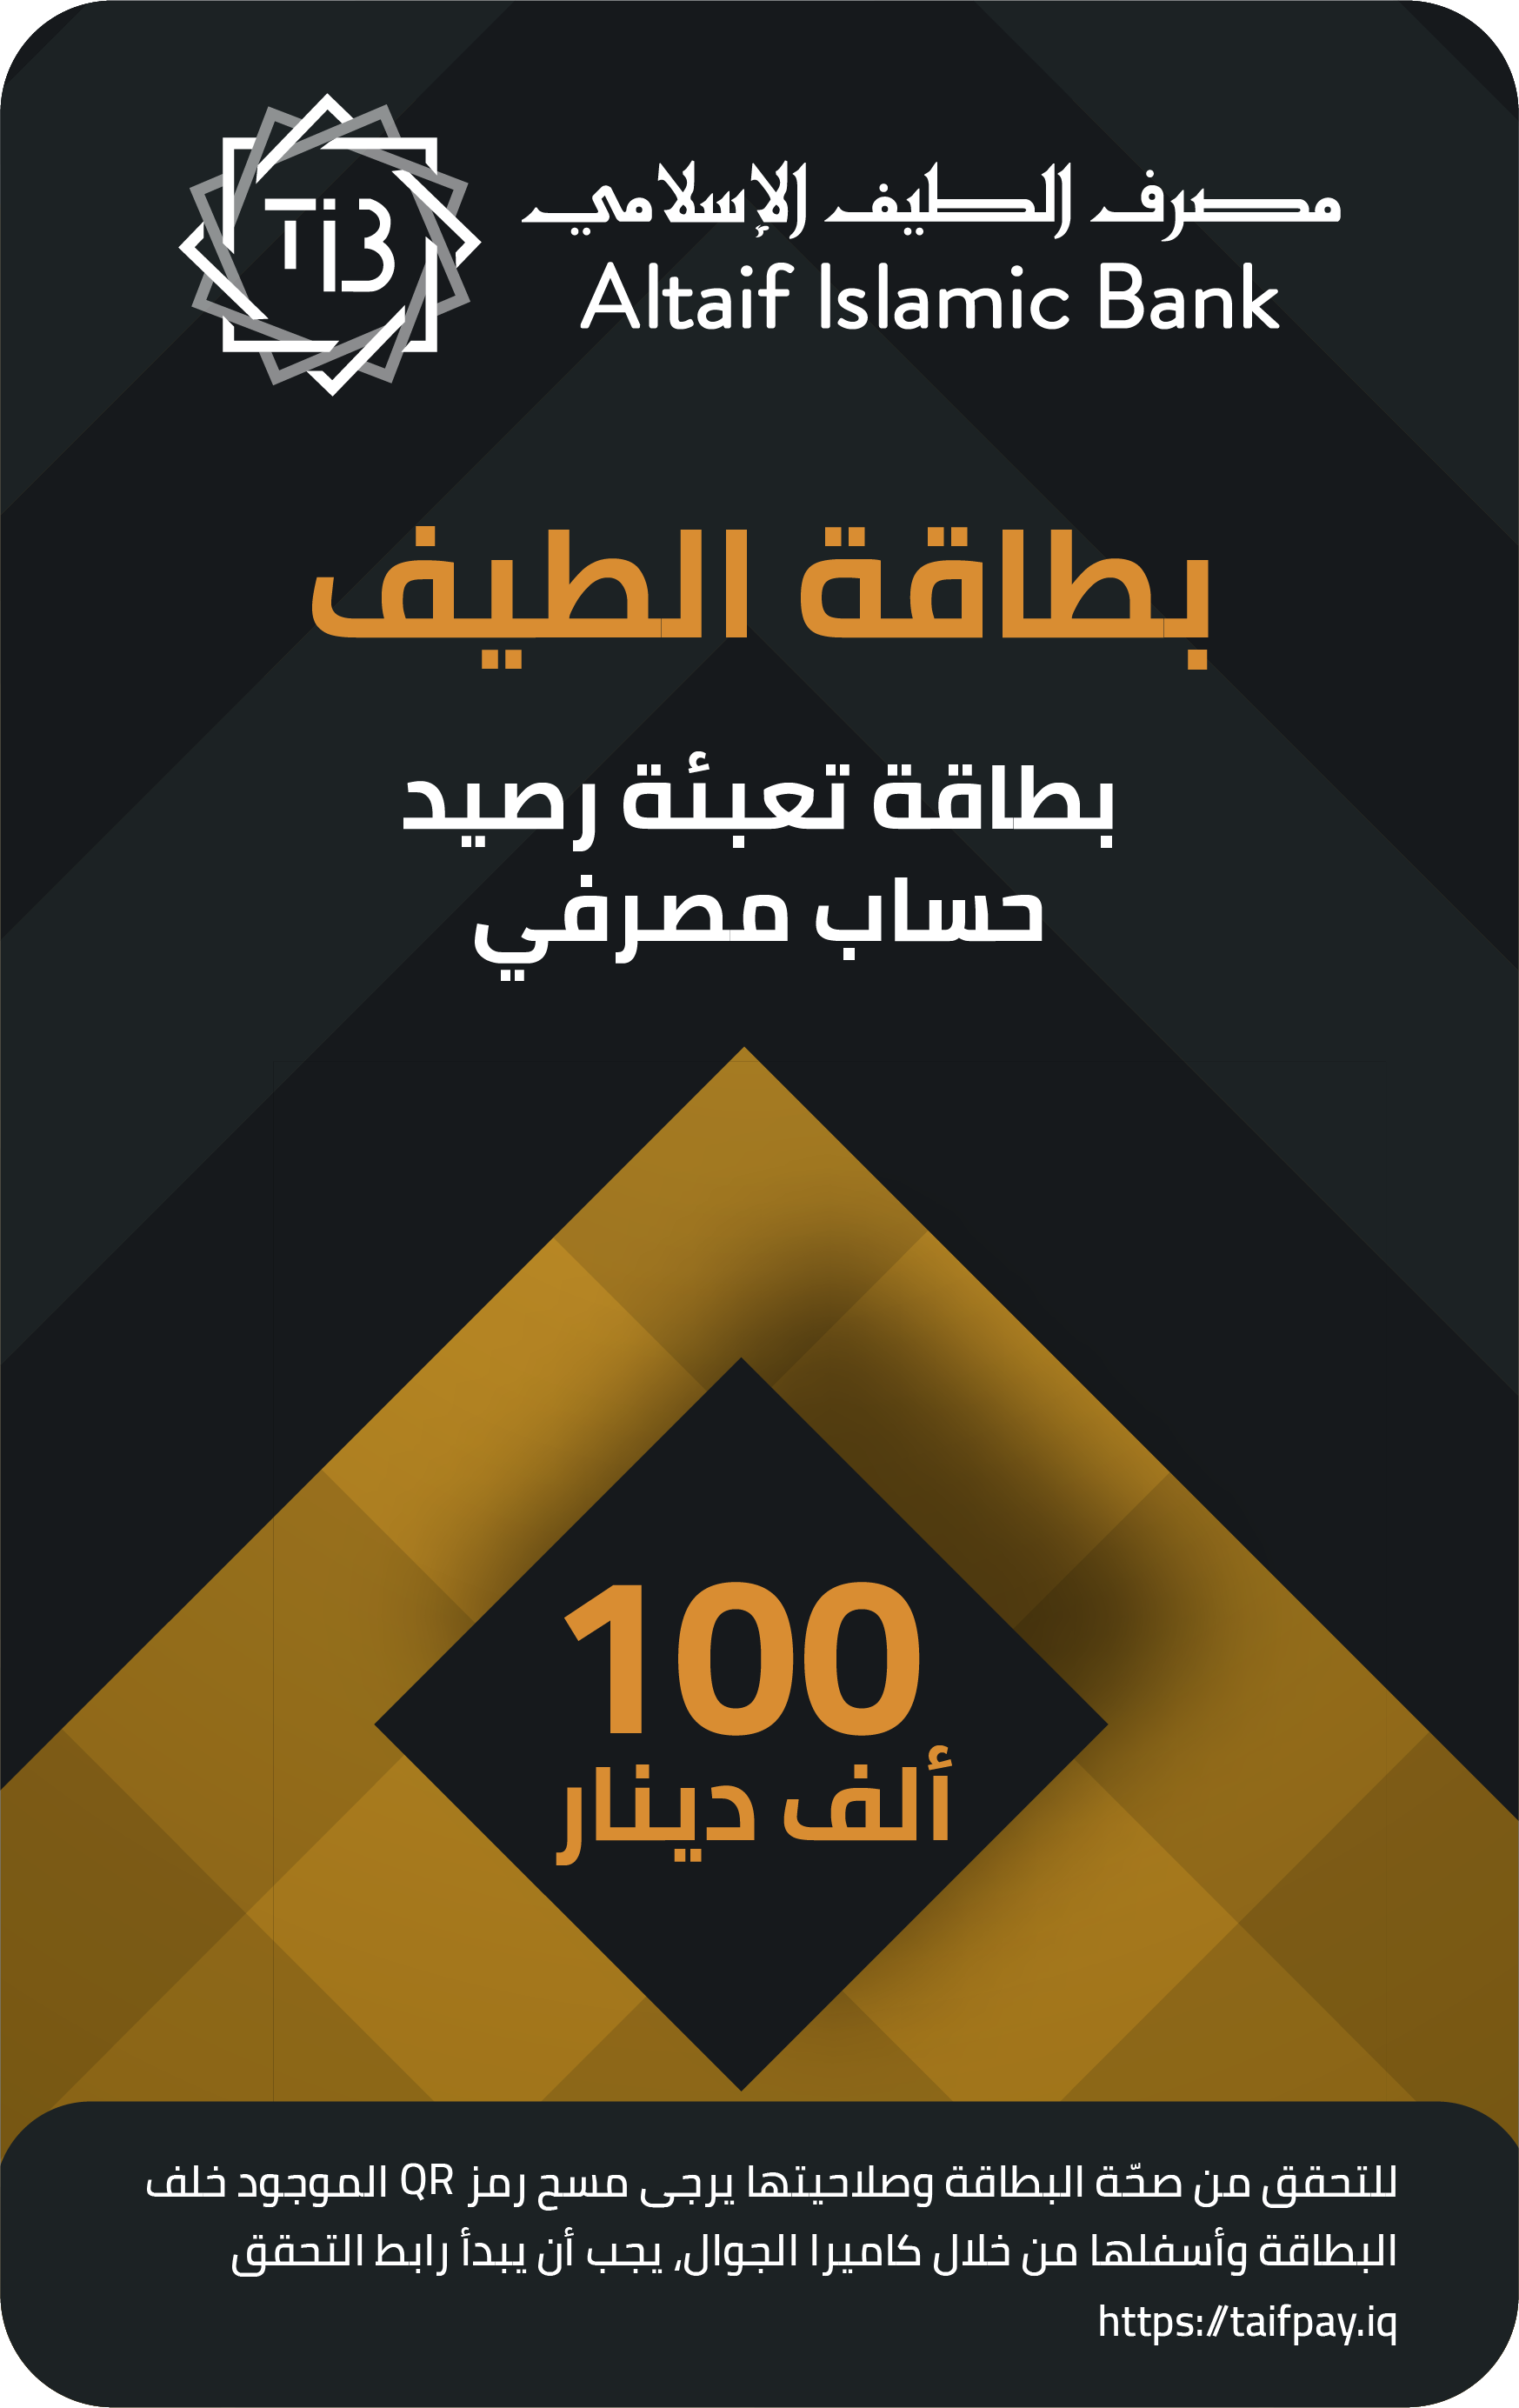 TIB
مصرف الطيف الإسلامي
Altaif Islamic Bank
بطاقة الطيف
بطاقة تعبئة رصيد
حساب مصرفي
100
ألف دينار
للتحقق من صحّة البطاقة وصلاحيتها يرجى مسح رمز QR الموجود خلف
البطاقة وأسفلها من خلال كاميرا الجوال، يجب أن يبدأ رابط التحقق
https://taifpay.iq